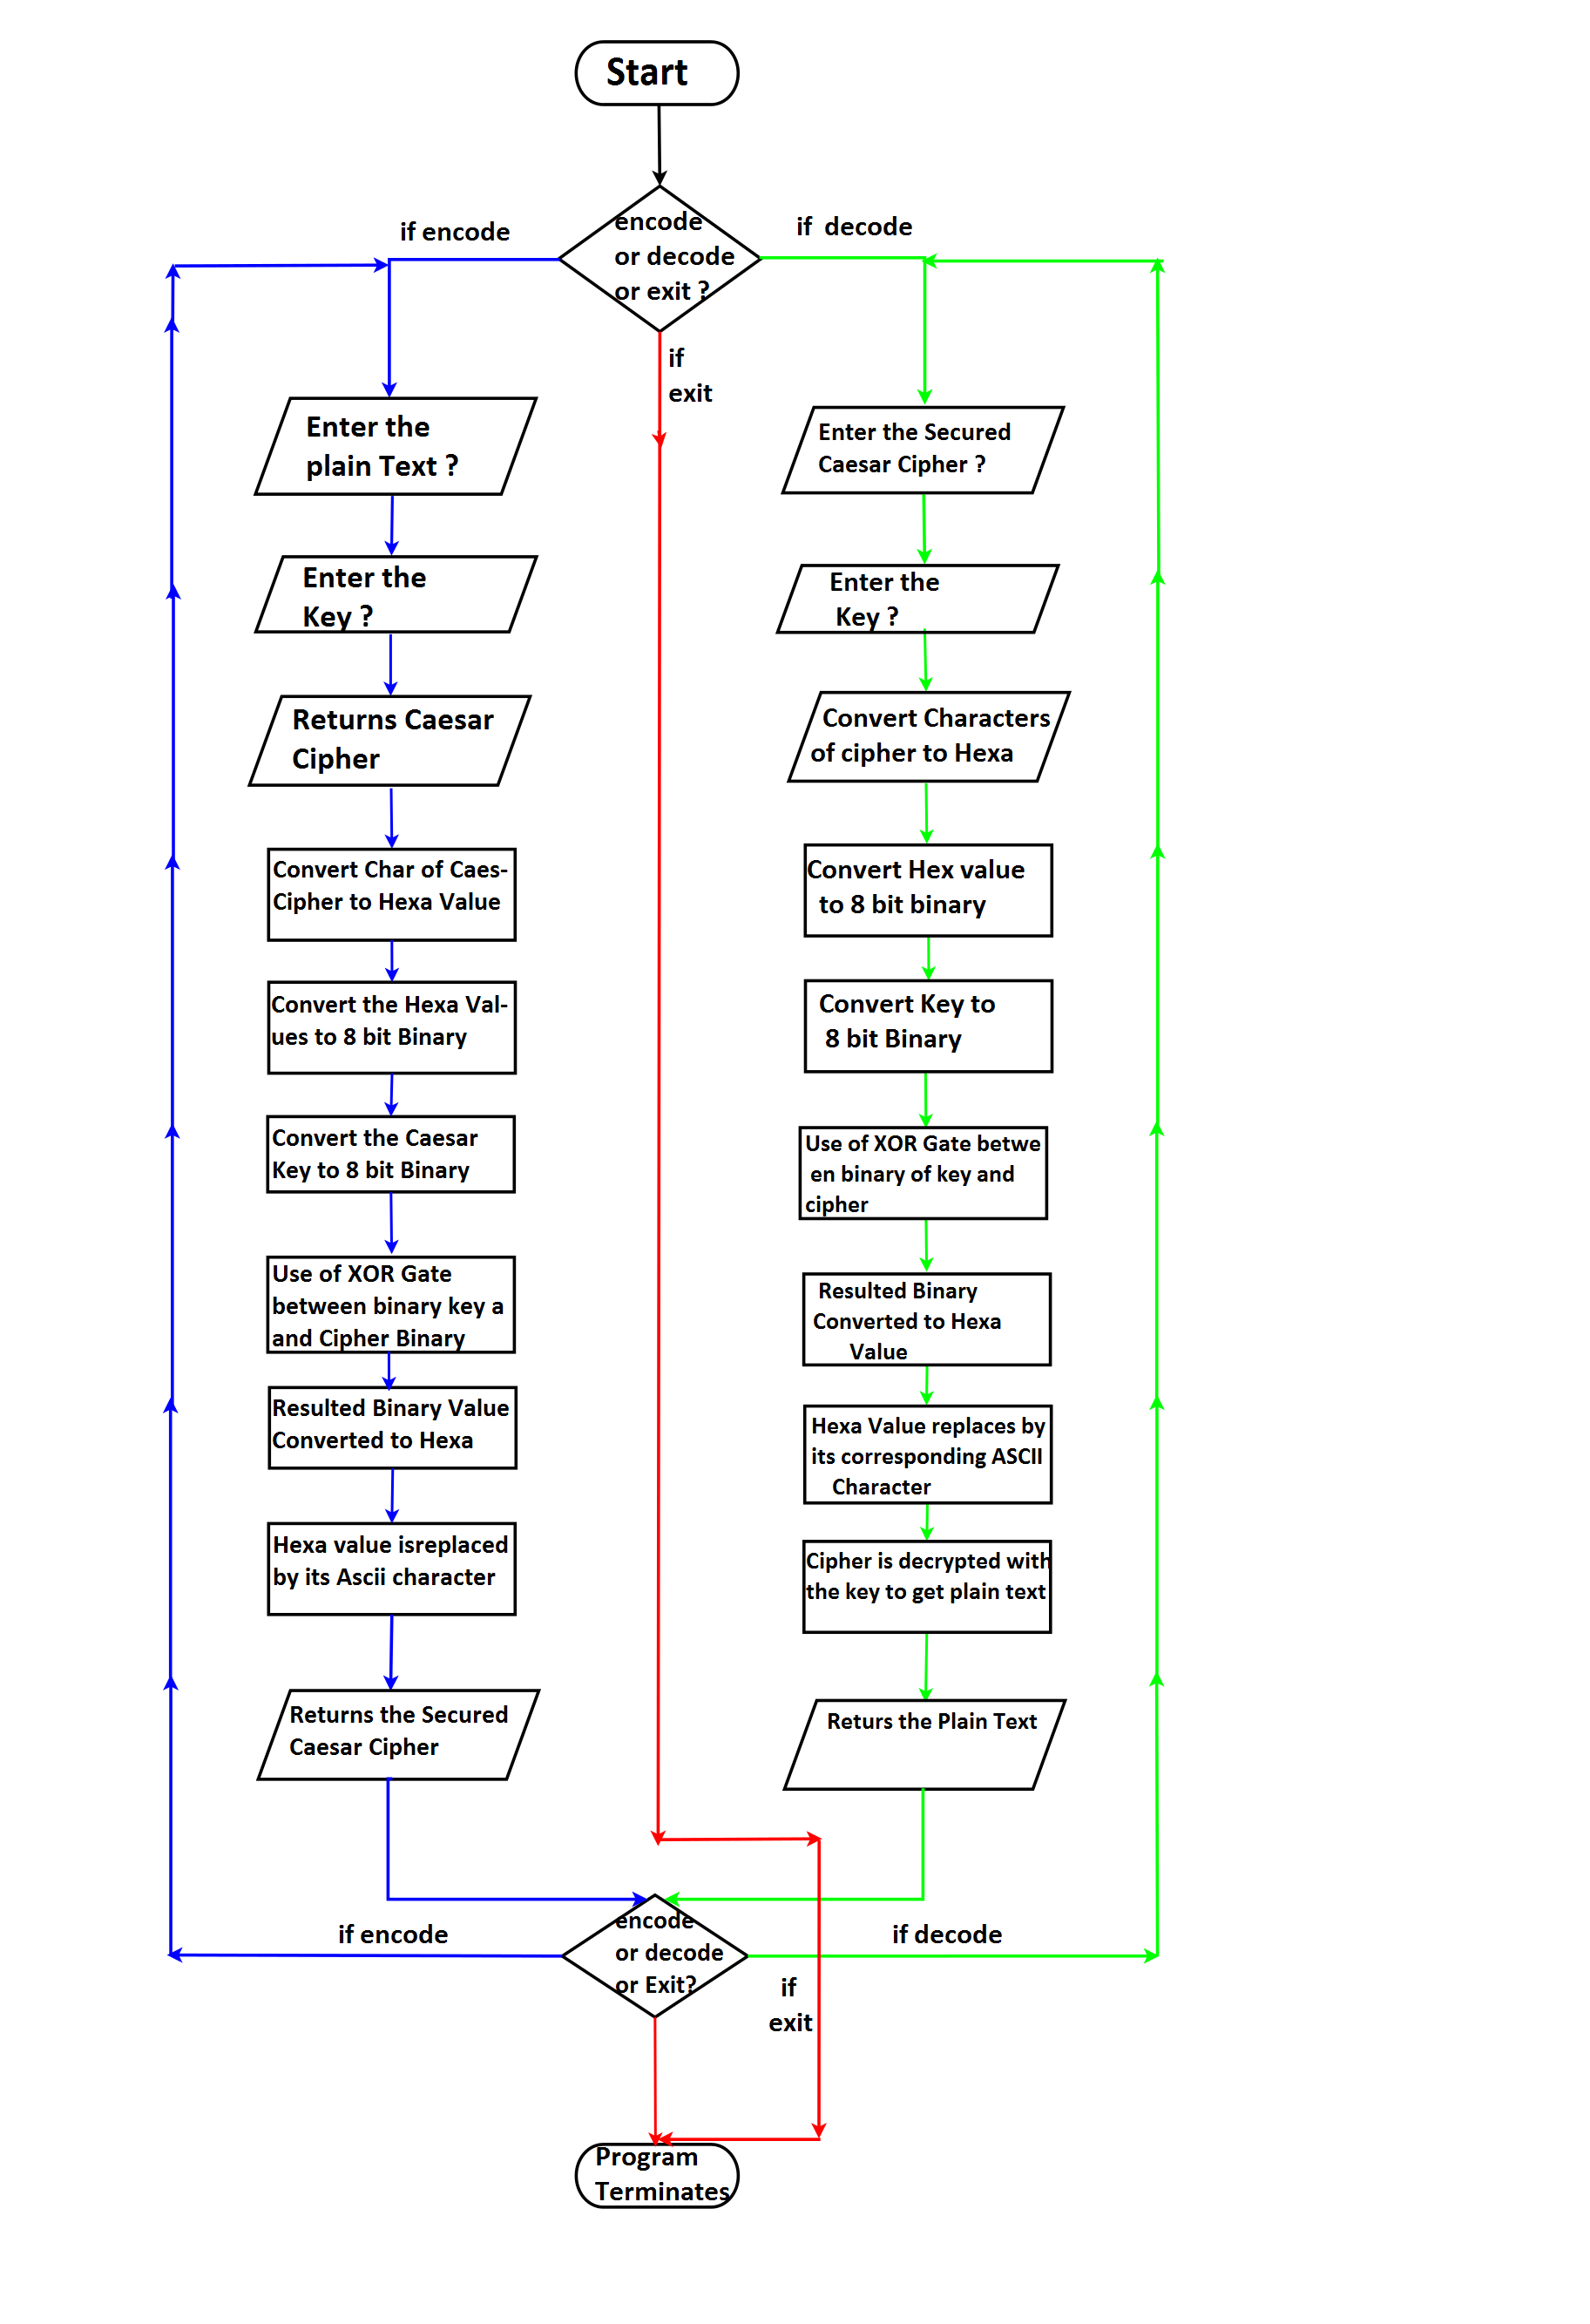 Start
encode
or decode
or exit ?
if encode
if  decode
if
exit
Enter the
plain Text ?
Enter the
Key ?
Returns Caesar
Cipher
Convert Char of Caes-
Cipher to Hexa Value
Convert the Hexa Val-
ues to 8 bit Binary
Convert the Caesar
Key to 8 bit Binary
Use of XOR Gate
between binary key a
and Cipher Binary
Resulted Binary Value
Converted to Hexa
Hexa value isreplaced
by its Ascii character
Returns the Secured
Caesar Cipher
Enter the Secured
Caesar Cipher ?
Enter the
Key ?
Convert Characters
of cipher to Hexa
Convert Hex value
to 8 bit binary
Convert Key to
8 bit Binary
Use of XOR Gate betwe
en binary of key and
cipher
Resulted Binary
Converted to Hexa
Value
Hexa Value replaces by
its corresponding ASCII
Character
Cipher is decrypted with
the key to get plain text
Returs the Plain Text
encode
or decode
or Exit?
if encode
if decode
if
exit
Program
Terminates